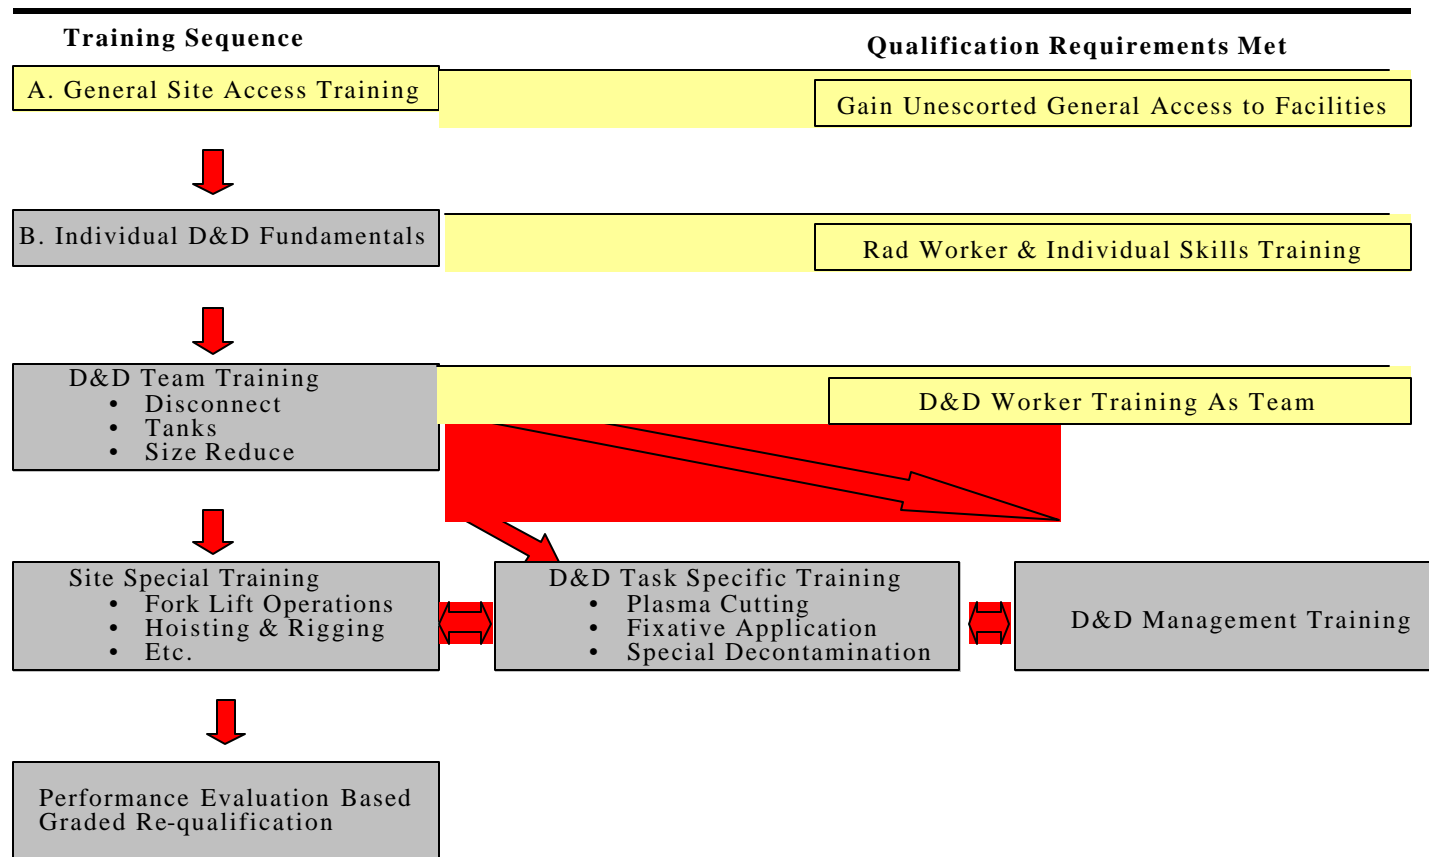 Training Sequence
Qualification Requirements Met
A. General Site Access Training
Gain Unescorted General Access to Facilities
B. Individual D&D Fundamentals
Rad Worker & Individual Skills Training
D&D Team Training
• Disconnect
• Tanks
• Size Reduce
D&D Worker Training As Team
Site Special Training
• Fork Lift Operations
• Hoisting & Rigging
• Etc.
D&D Task Specific Training
• Plasma Cutting
• Fixative Application
• Special Decontamination
D&D Management Training
Performance Evaluation Based
Graded Re-qualification